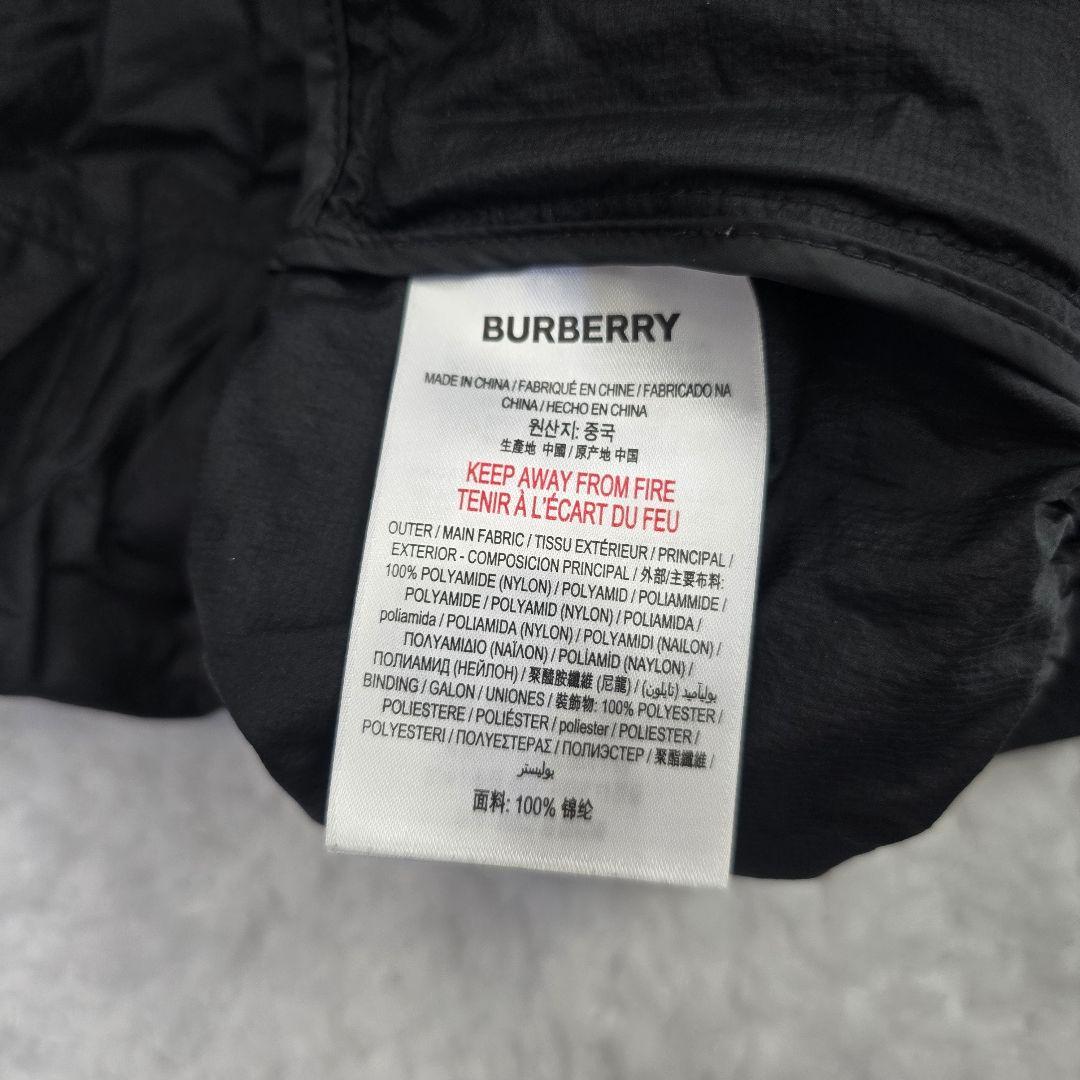 BURBERRY
MADE IN CHINA / FABRIQUÉ EN CHINE / FABRICADO NA
CHINA / HECHO EN CHINA
원산지: 중국
生產地 中國 / 原产地 中国
KEEP AWAY FROM FIRE
TENIR À L'ÉCART DU FEU
OUTER / MAIN FABRIC / TISSU EXTÉRIEUR / PRINCIPAL /
EXTERIOR - COMPOSICION PRINCIPAL / 外部/主要布料:
100% POLYAMIDE (NYLON) / POLYAMID / POLIAMMIDE /
POLYAMIDE / POLYAMID (NYLON) / POLIAMIDA /
poliamida / POLIAMIDA (NYLON) / POLYAMIDI (NAILON) /
ΠΟΛΥΑΜΙΔΙΟ (ΝΑΪΛΟΝ) / POLİAMİD (NAYLON) /
ПОЛИАМИД (НЕЙЛОН) / 聚醯胺纖維 (尼龍) / بوليأميد (نايلون) /
BINDING / GALON / UNIONES / 裝飾物: 100% POLYESTER /
POLIESTERE / POLIÉSTER / poliester / POLIESTER /
POLYESTERI / ΠΟΛΥΕΣΤΕΡΑΣ / ПОЛИЭСТЕР / 聚酯纖維 /
بوليستر
面料: 100% 锦纶